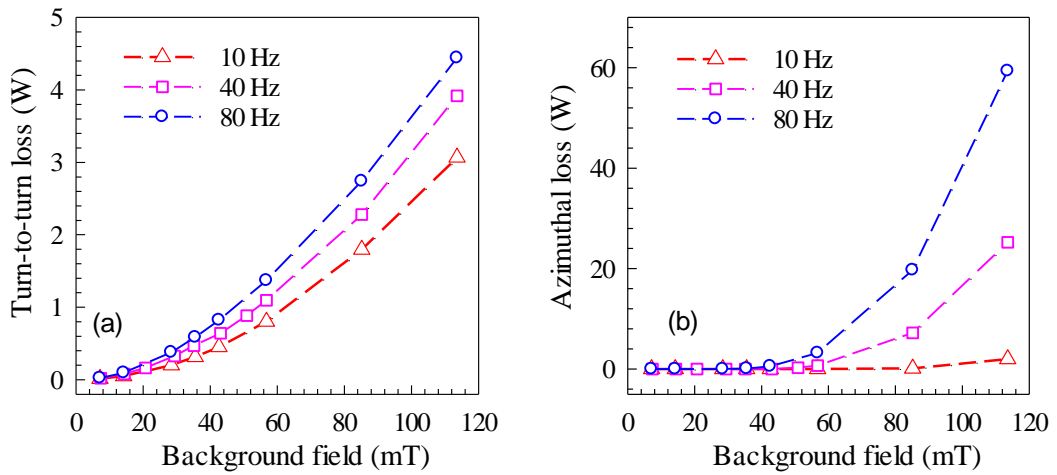 5
4
3
2
1
0
Turn-to-turn loss (W)
10 Hz
40 Hz
80 Hz
(a)
0 20 40 60 80 100 120
Background field (mT)
60
40
20
0
Azimuthal loss (W)
10 Hz
40 Hz
80 Hz
(b)
0 20 40 60 80 100 120
Background field (mT)